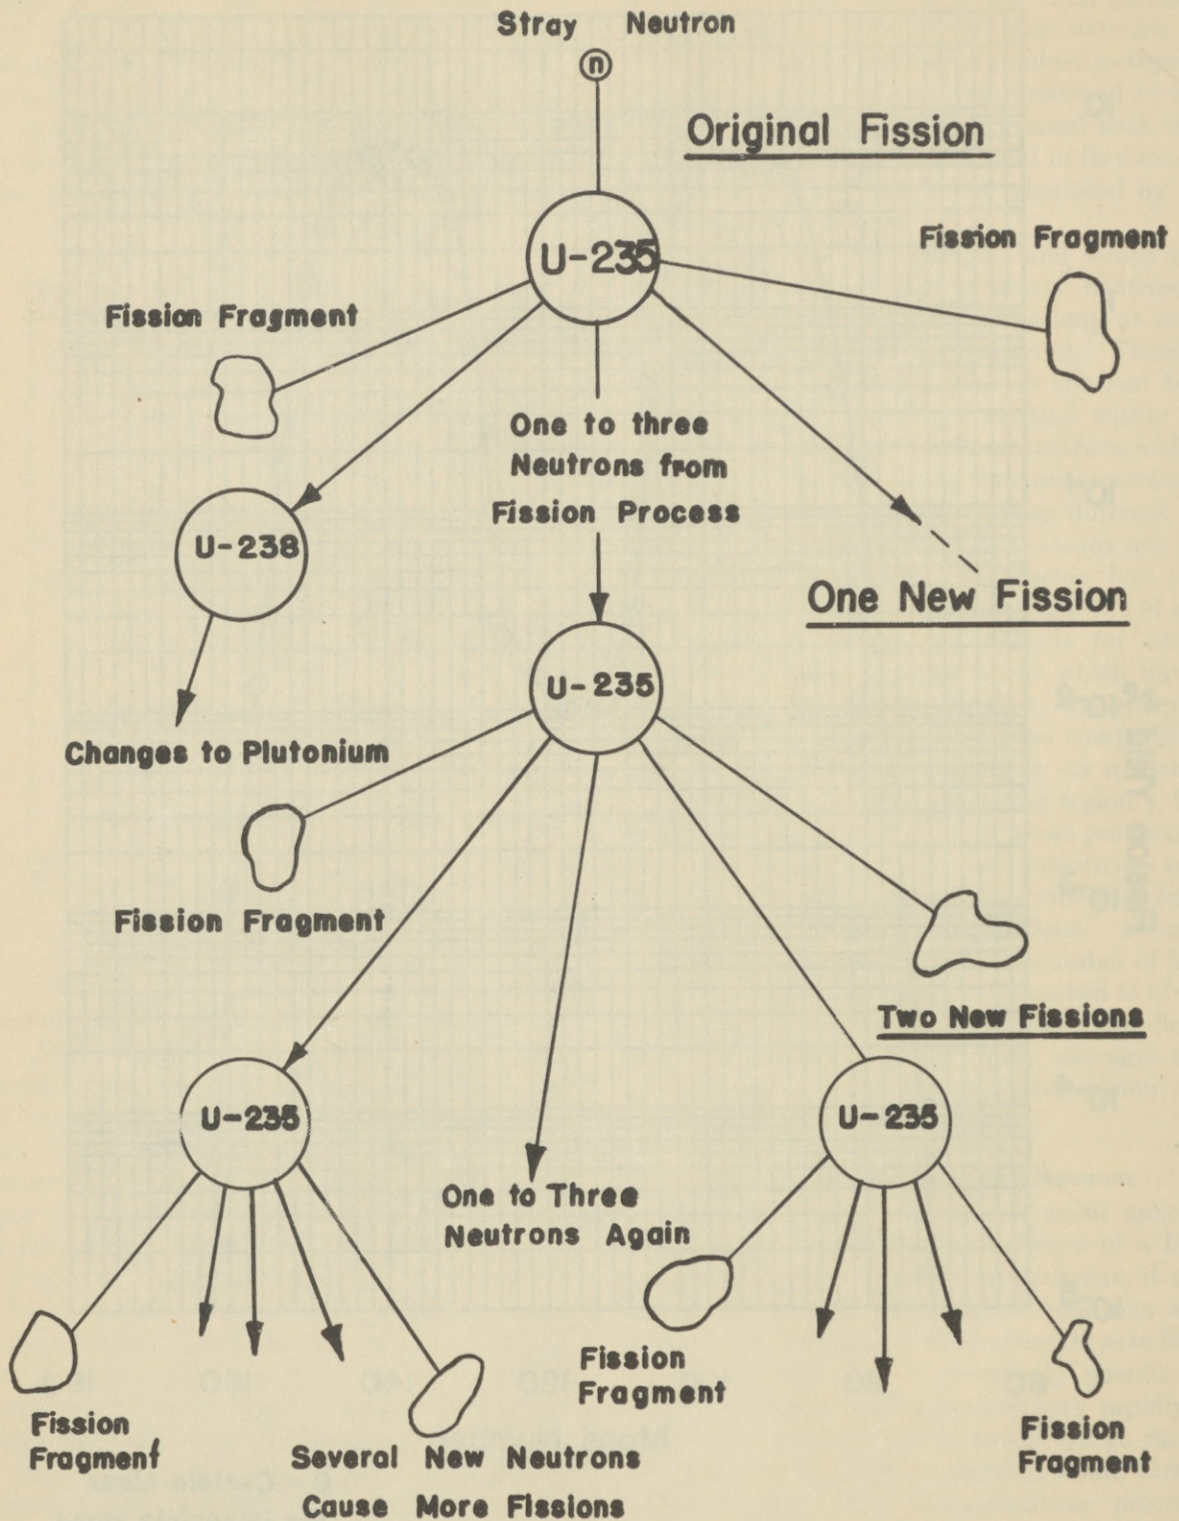 Stray Neutron
n
Original Fission
U-235
Fission Fragment
Fission Fragment
One to three
Neutrons from
Fission Process
U-238
One New Fission
U-235
Changes to Plutonium
Fission Fragment
Two New Fissions
U-235
U-235
One to Three
Neutrons Again
Fission
Fragment
Fission
Fragment
Several New Neutrons
Cause More Fissions
Fission
Fragment